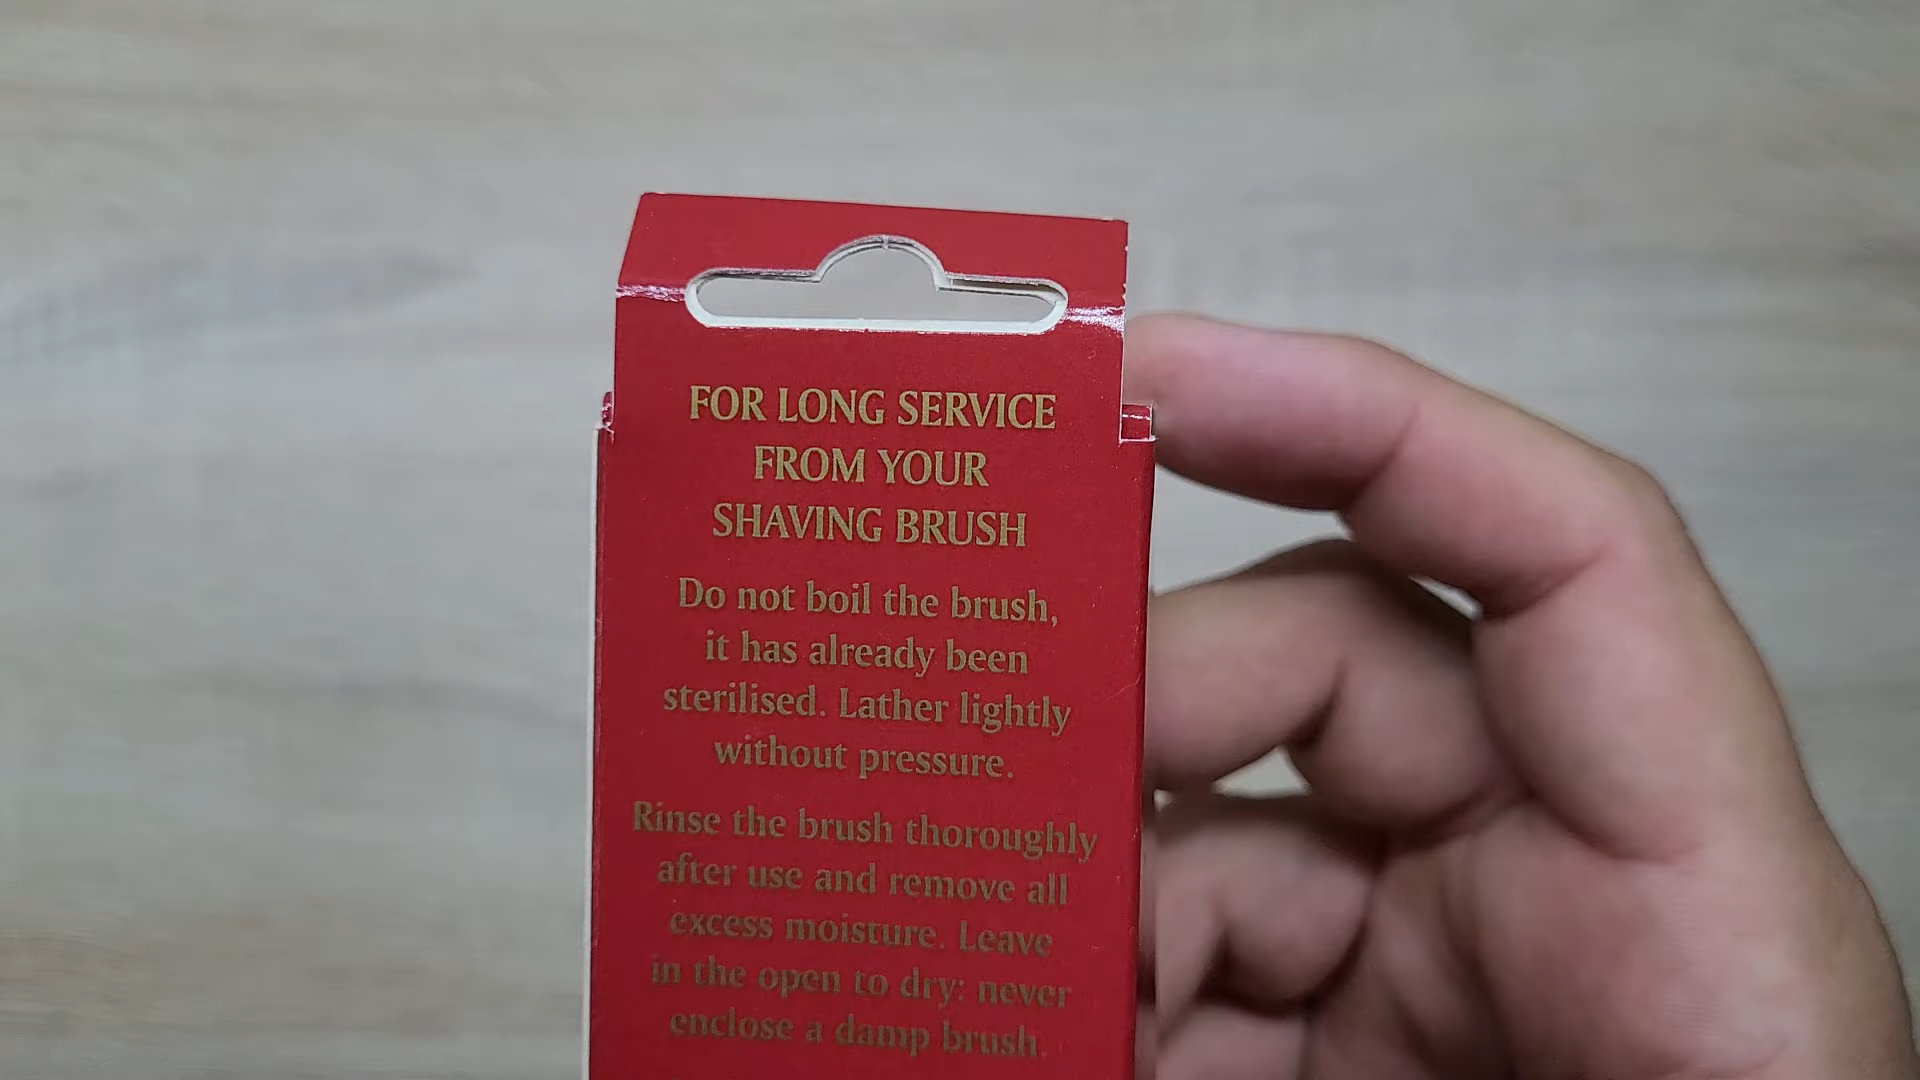 FOR LONG SERVICE
FROM YOUR
SHAVING BRUSH
Do not boil the brush,
it has already been
sterilised. Lather lightly
without pressure.
Rinse the brush thoroughly
after use and remove all
excess moisture. Leave
in the open to dry: never
enclose a damp brush.